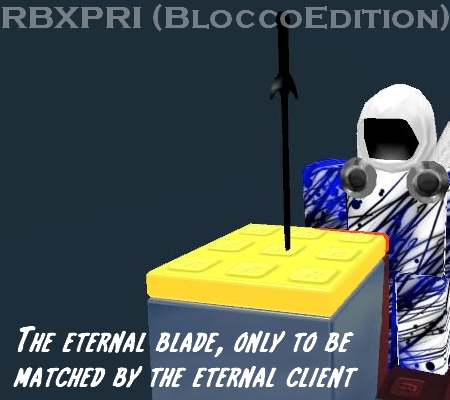 RBXPRI (BloccoEdition)
The eternal blade, only to be
matched by the eternal client